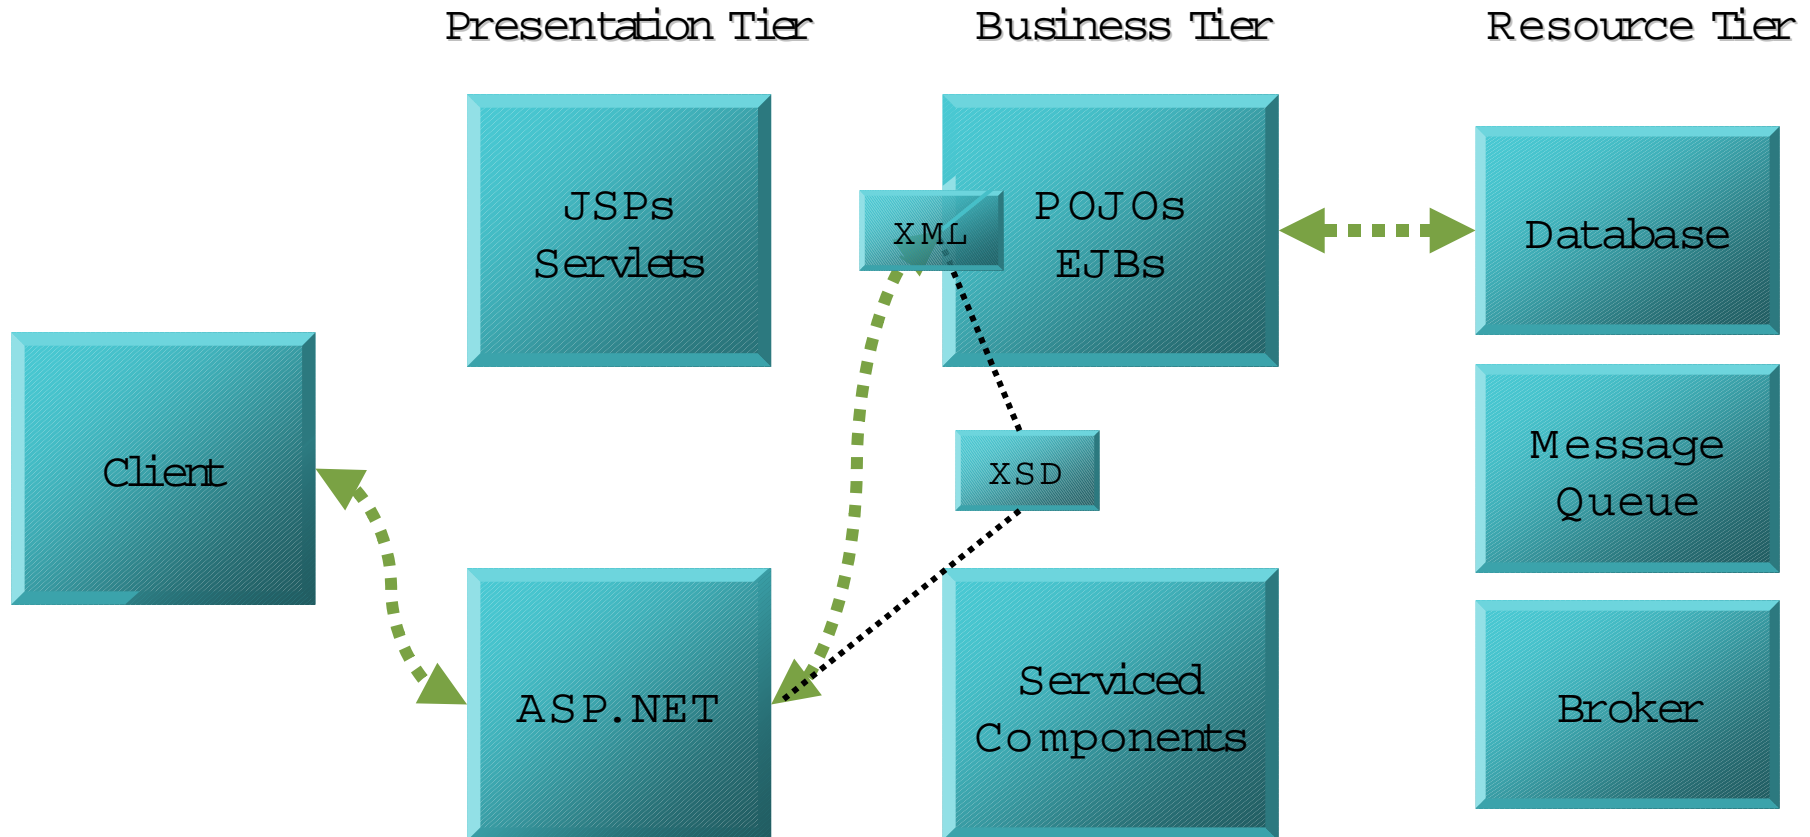 Presentation Tier
Business Tier
Resource Tier
JSPs
Servlets
XML
POJOs
EJBs
Database
Client
XSD
Message
Queue
ASP.NET
Serviced
Components
Broker